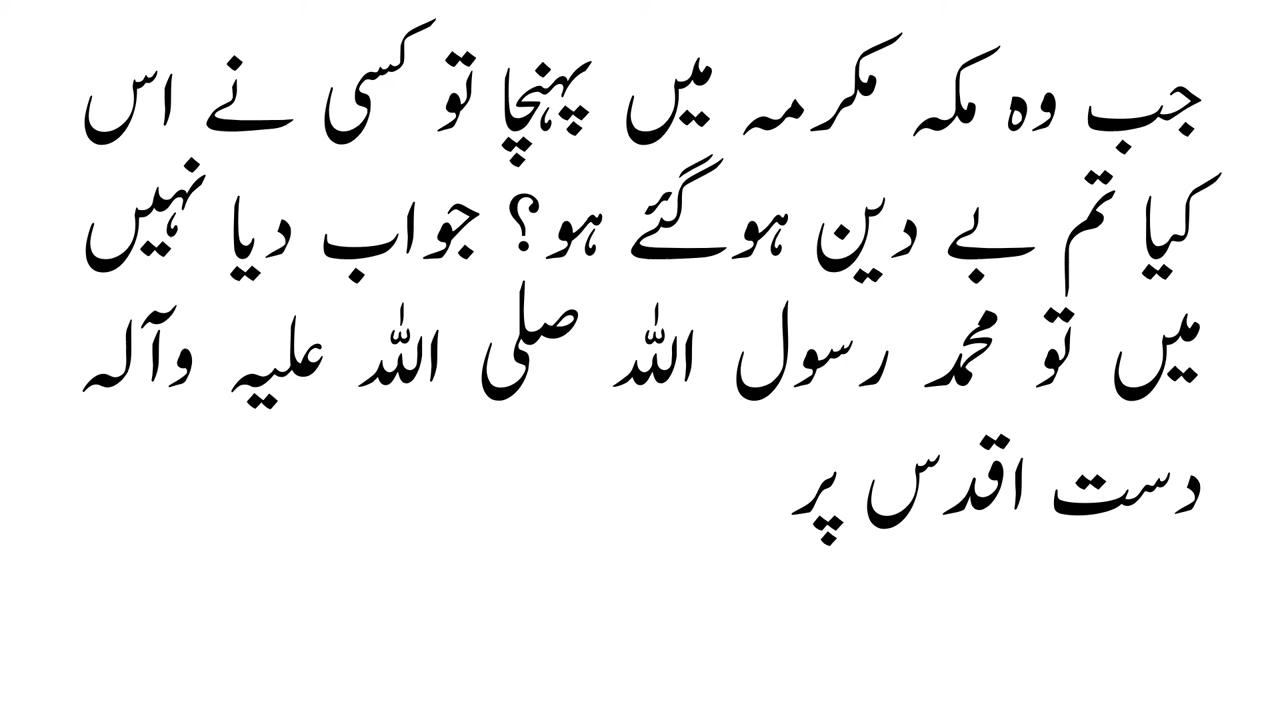 جب وہ مکہ مکرمہ میں پہنچا تو کسی نے اس
کیا تم بے دین ہوگئے ہو؟ جواب دیا نہیں
میں تو محمد رسول اللہ صلی اللہ علیہ وآلہ
دست اقدس پر